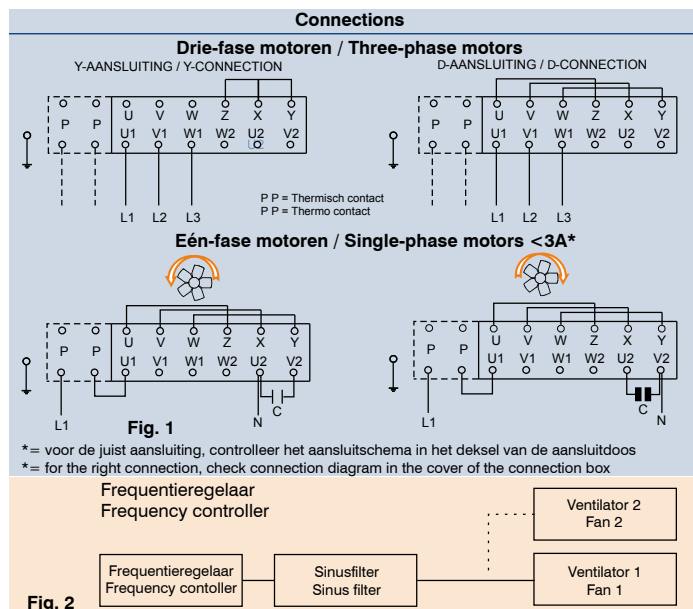 Connections
Drie-fase motoren / Three-phase motors
Y-AANSLUITING / Y-CONNECTION
D-AANSLUITING / D-CONNECTION
P P U V W Z X Y
U1 V1 W1 W2 U2 V2
L1 L2 L3
P P U V W Z X Y
U1 V1 W1 W2 U2 V2
L1 L2 L3
P P = Thermisch contact
P P = Thermo contact
Eén-fase motoren / Single-phase motors <3A*
P P U V W Z X Y
U1 V1 W1 W2 U2 V2
L1 N C
P P U V W Z X Y
U1 V1 W1 W2 U2 V2
L1 C N
Fig. 1
*= voor de juist aansluiting, controlleer het aansluitschema in het deksel van de aansluitdoos
*= for the right connection, check connection diagram in the cover of the connection box
Frequentieregelaar
Frequency controller
Ventilator 2
Fan 2
Frequentieregelaar
Frequency contoller
Sinusfilter
Sinus filter
Ventilator 1
Fan 1
Fig. 2